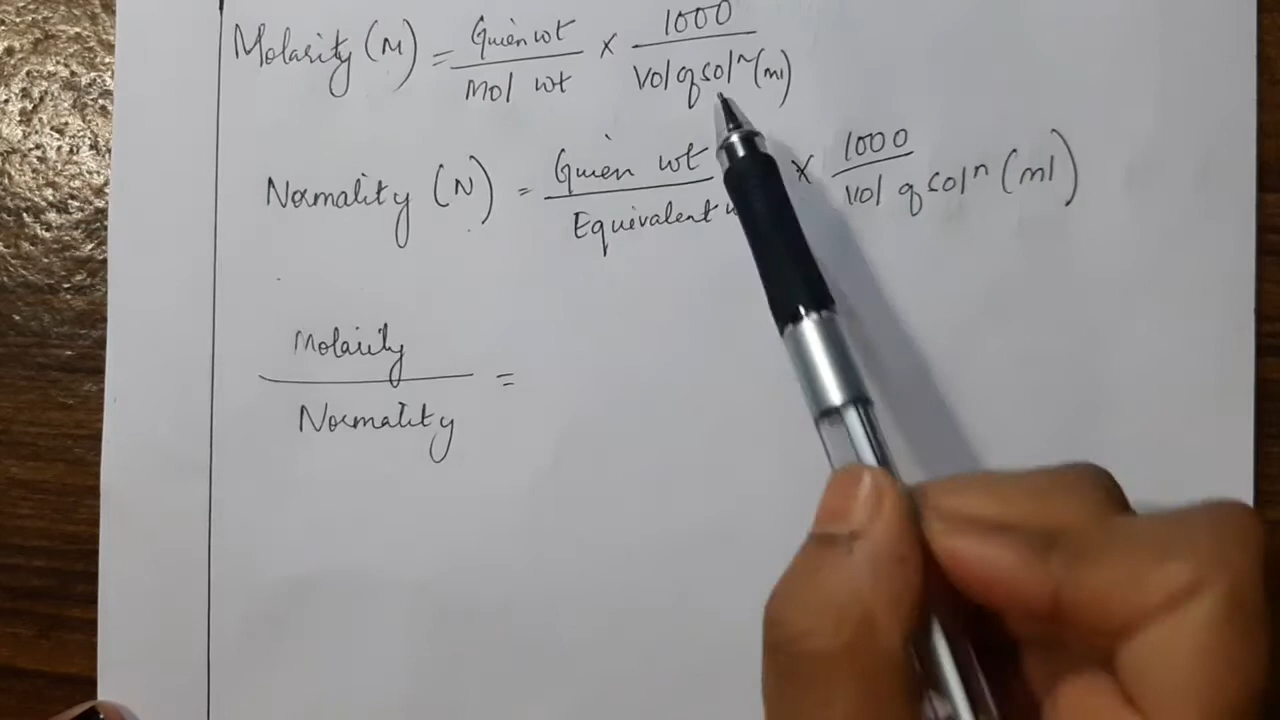 Molarity (M) = Given wt / Mol wt × 1000 / Vol of soln (ml)
Normality (N) = Given wt / Equivalent × 1000 / Vol of soln (ml)
Molarity / Normality =